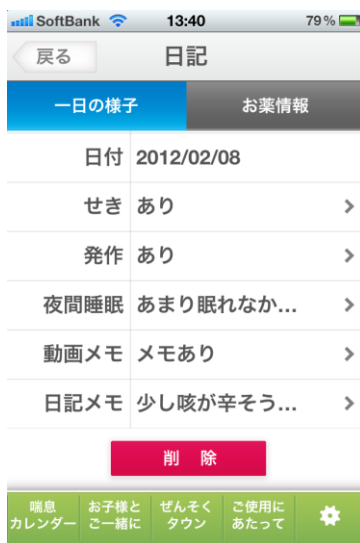 SoftBank 13:40 79%
戻る 日記
一日の様子 お薬情報
日付 2012/02/08
せき あり
発作 あり
夜間睡眠 あまり眠れなか...
動画メモ メモあり
日記メモ 少し咳が辛そう...
削 除
喘息
カレンダー
お子様と
ご一緒に
ぜんそく
タウン
ご使用に
あたって